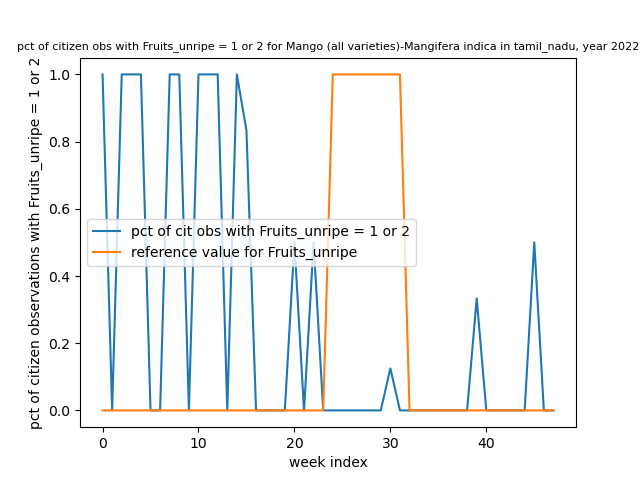 pct of citizen obs with Fruits_unripe = 1 or 2 for Mango (all varieties)-Mangifera indica in tamil_nadu, year 2022
pct of citizen observations with Fruits_unripe = 1 or 2
1.0
0.8
0.6
0.4
0.2
0.0
pct of cit obs with Fruits_unripe = 1 or 2
reference value for Fruits_unripe
0 10 20 30 40
week index